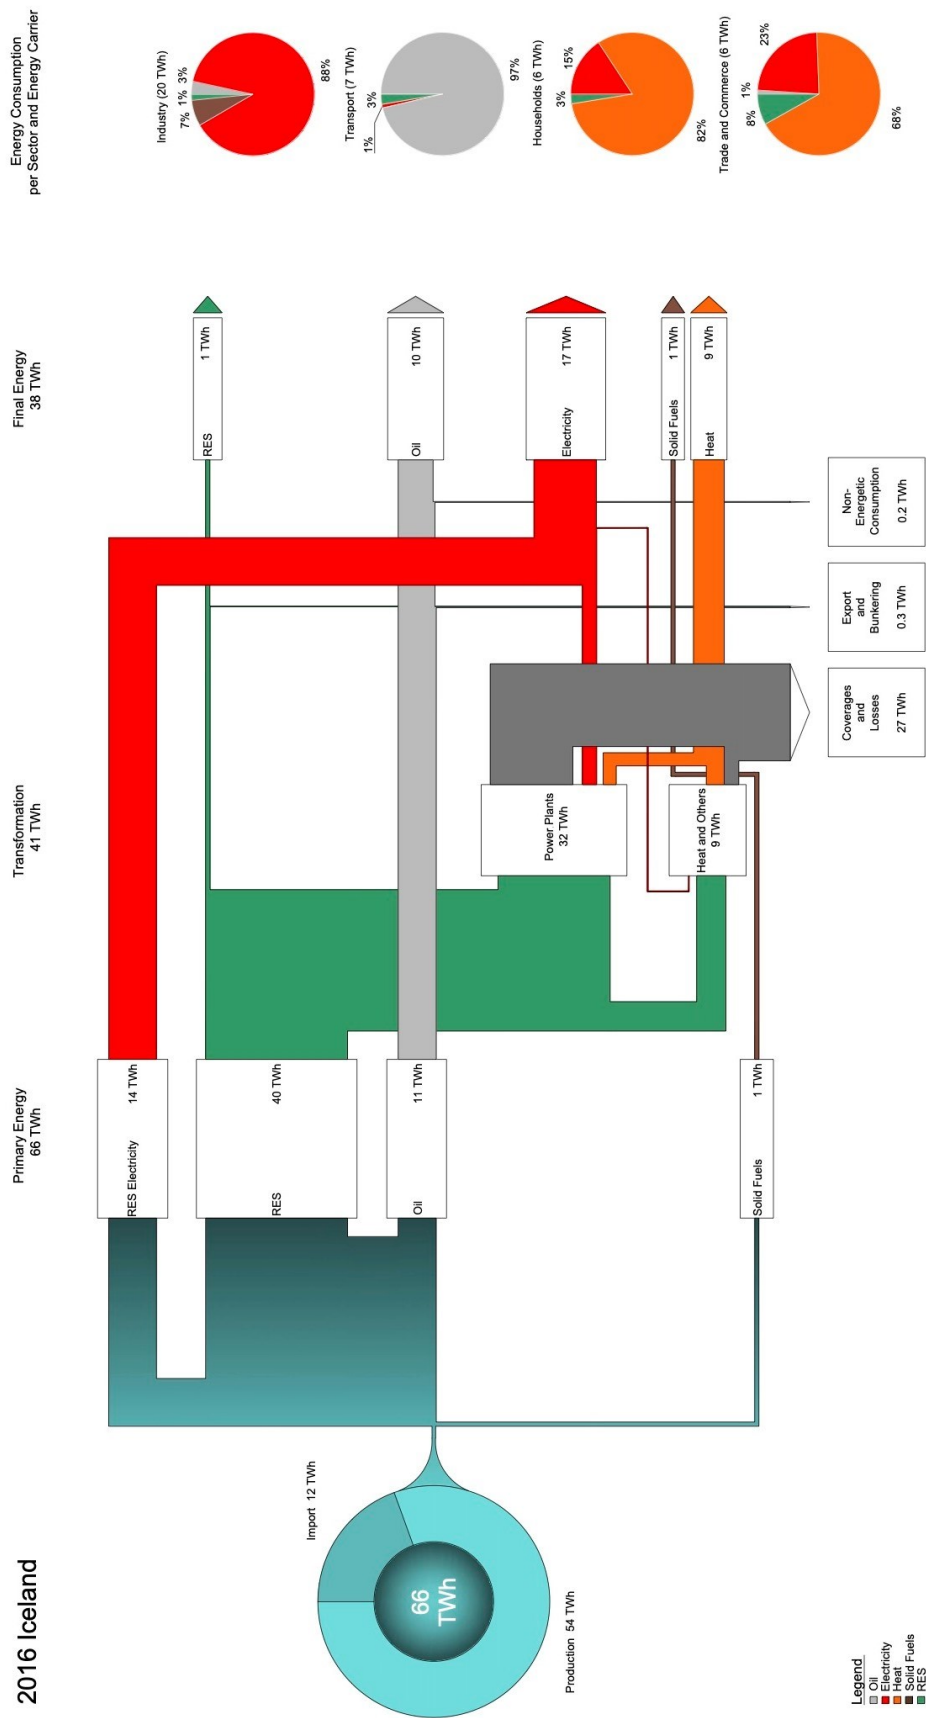 2016 Iceland
Primary Energy
66 TWh
Transformation
41 TWh
Final Energy
38 TWh
Energy Consumption
per Sector and Energy Carrier
Import 12 TWh
66
TWh
Production 54 TWh
RES Electricity 14 TWh
RES 40 TWh
Oil 11 TWh
Solid Fuels 1 TWh
Power Plants
32 TWh
Heat and Others
9 TWh
RES 1 TWh
Oil 10 TWh
Electricity 17 TWh
Solid Fuels 1 TWh
Heat 9 TWh
Coverages
and
Losses
27 TWh
Export
and
Bunkering
0.3 TWh
Non-
Energetic
Consumption
0.2 TWh
Industry (20 TWh)
3%
1%
7%
88%
Transport (7 TWh)
3%
1%
97%
Households (6 TWh)
15%
3%
82%
Trade and Commerce (6 TWh)
23%
1%
8%
68%
Legend
Oil
Electricity
Heat
Solid Fuels
RES